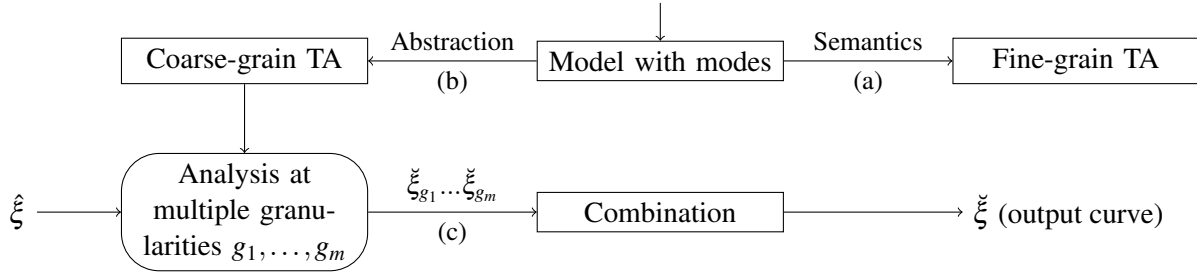 Coarse-grain TA
Abstraction
(b)
Model with modes
Semantics
(a)
Fine-grain TA
ξ̂
Analysis at
multiple granu-
larities g₁,…,gₘ
ξ̆g₁…ξ̆gₘ
(c)
Combination
ξ̆ (output curve)